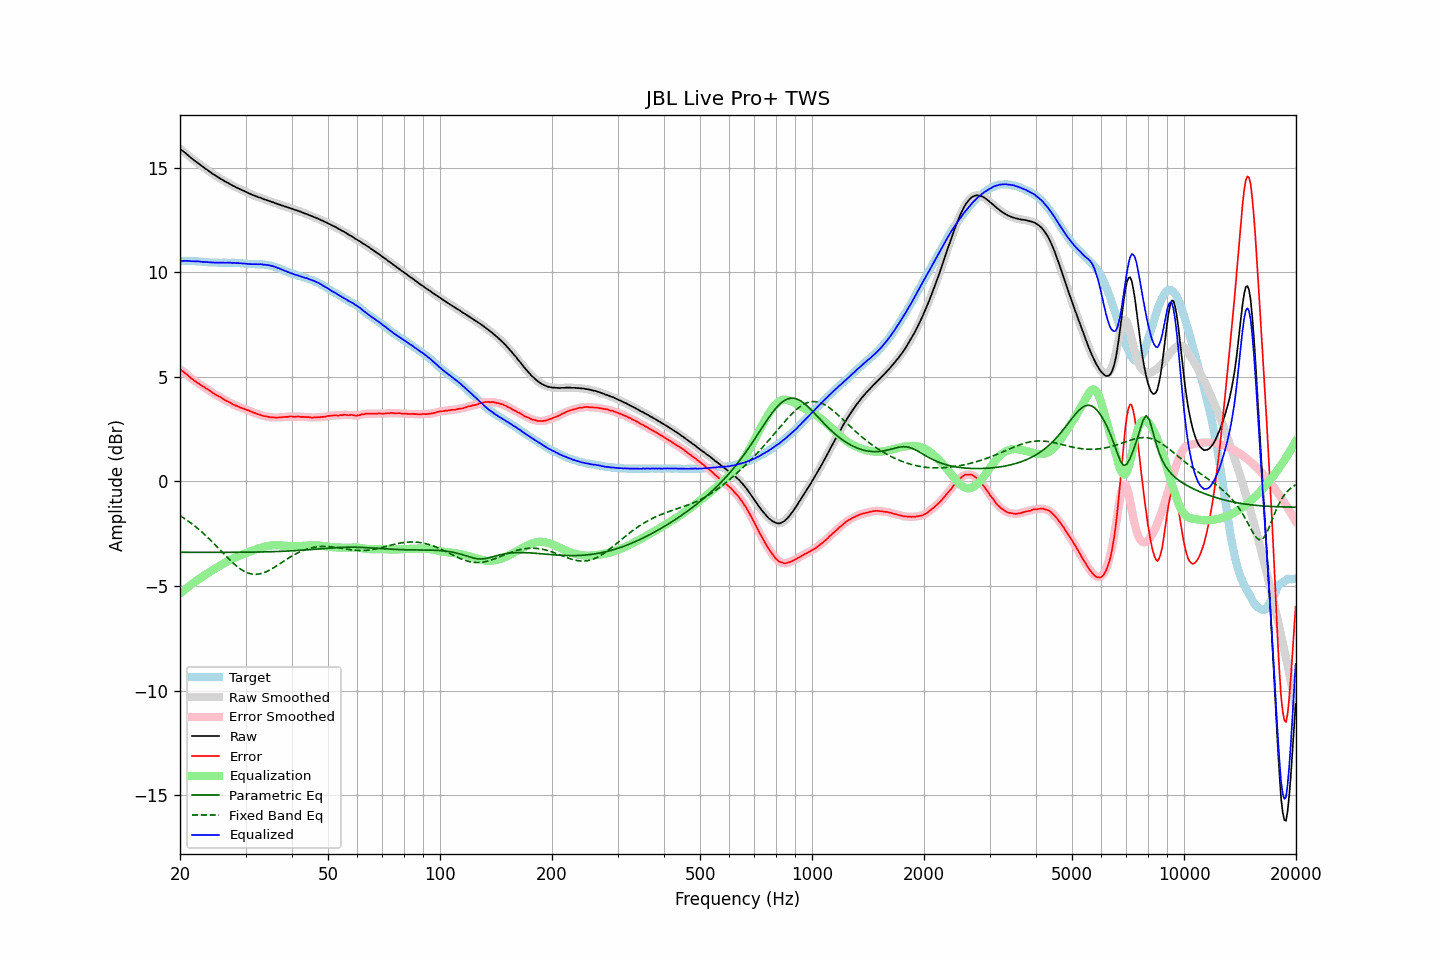 JBL Live Pro+ TWS
Amplitude (dBr)
15
10
5
0
−5
−10
−15
Target
Raw Smoothed
Error Smoothed
Raw
Error
Equalization
Parametric Eq
Fixed Band Eq
Equalized
20 50 100 200 500 1000 2000 5000 10000 20000
Frequency (Hz)